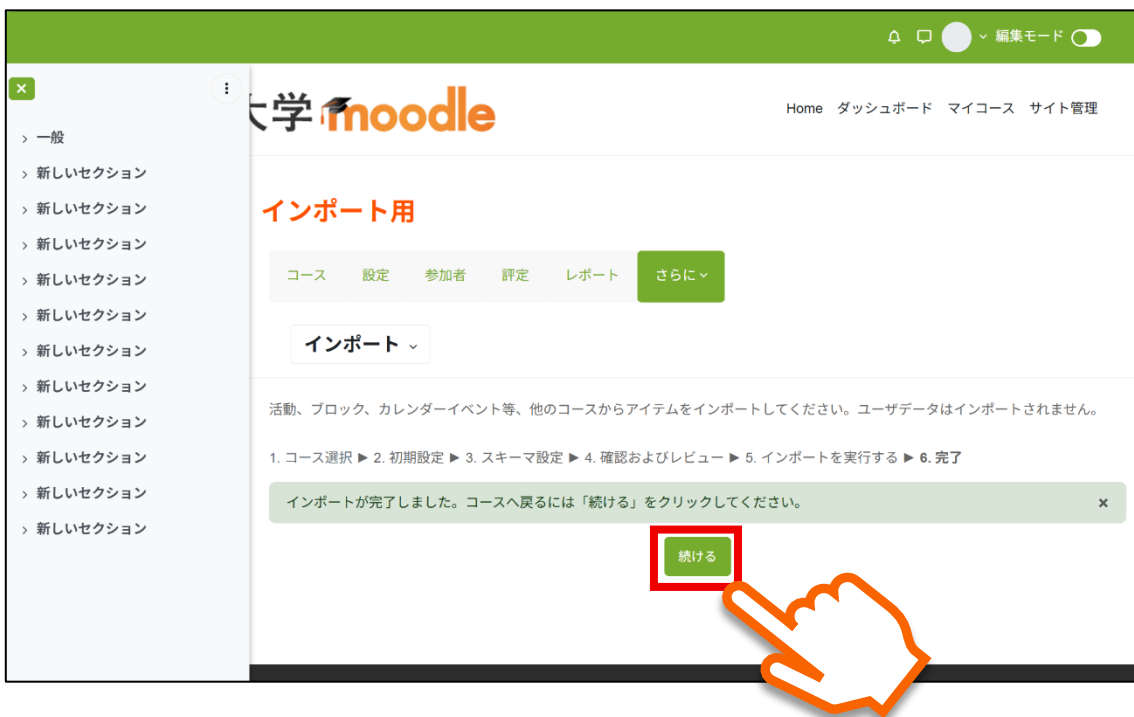 編集モード
大学 moodle
Home ダッシュボード マイコース サイト管理
一般
新しいセクション
新しいセクション
新しいセクション
新しいセクション
新しいセクション
新しいセクション
新しいセクション
新しいセクション
新しいセクション
新しいセクション
新しいセクション
インポート用
コース 設定 参加者 評定 レポート さらに
インポート
活動、ブロック、カレンダーイベント等、他のコースからアイテムをインポートしてください。ユーザデータはインポートされません。
1. コース選択 ► 2. 初期設定 ► 3. スキーマ設定 ► 4. 確認およびレビュー ► 5. インポートを実行する ► 6. 完了
インポートが完了しました。コースへ戻るには「続ける」をクリックしてください。 ×
続ける